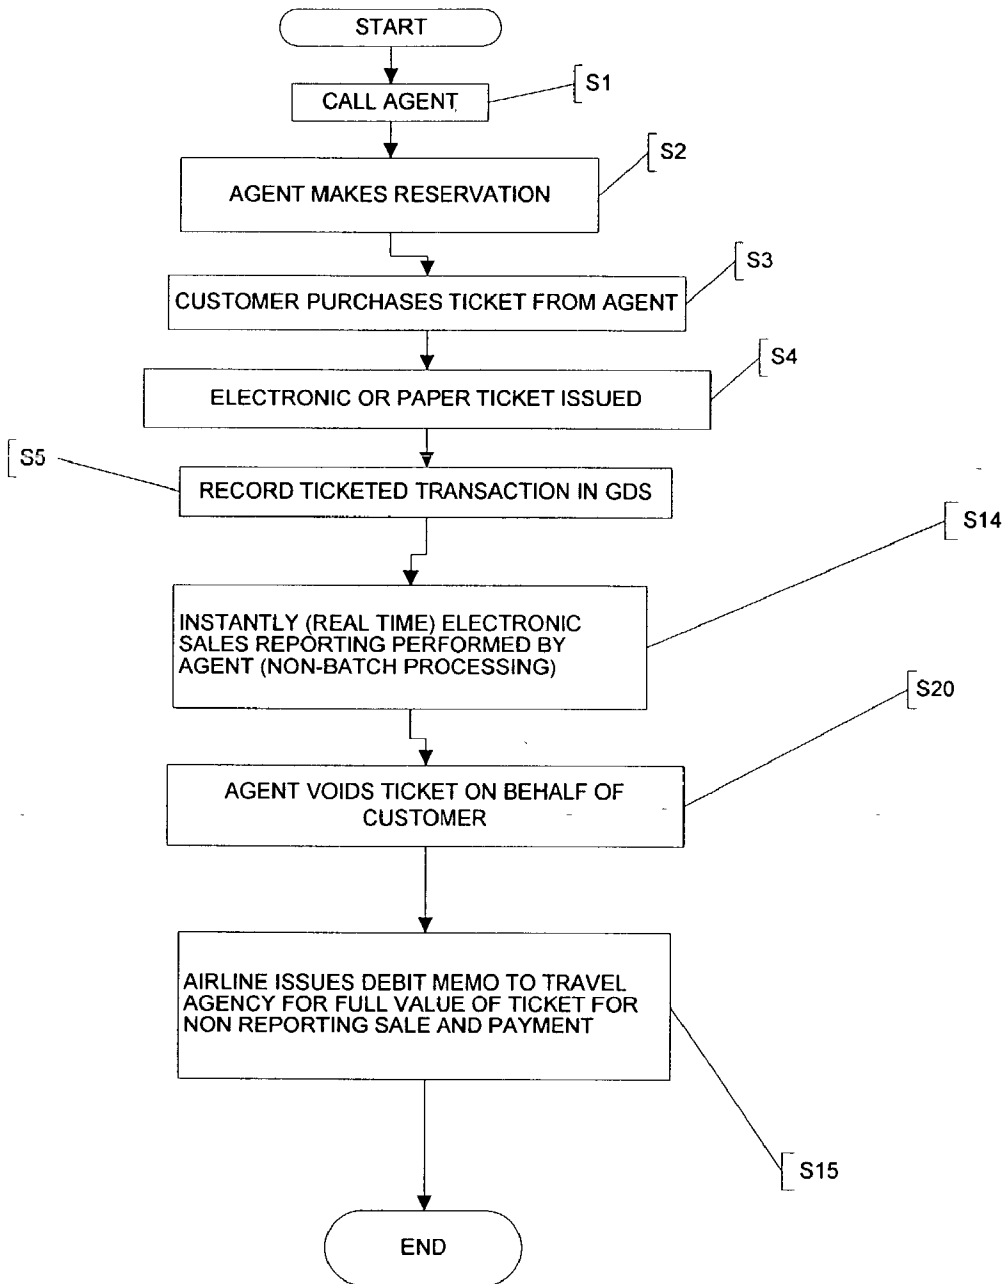 START
CALL AGENT
S1
AGENT MAKES RESERVATION
S2
CUSTOMER PURCHASES TICKET FROM AGENT
S3
ELECTRONIC OR PAPER TICKET ISSUED
S4
S5
RECORD TICKETED TRANSACTION IN GDS
INSTANTLY (REAL TIME) ELECTRONIC
SALES REPORTING PERFORMED BY
AGENT (NON-BATCH PROCESSING)
S14
AGENT VOIDS TICKET ON BEHALF OF
CUSTOMER
S20
AIRLINE ISSUES DEBIT MEMO TO TRAVEL
AGENCY FOR FULL VALUE OF TICKET FOR
NON REPORTING SALE AND PAYMENT
S15
END